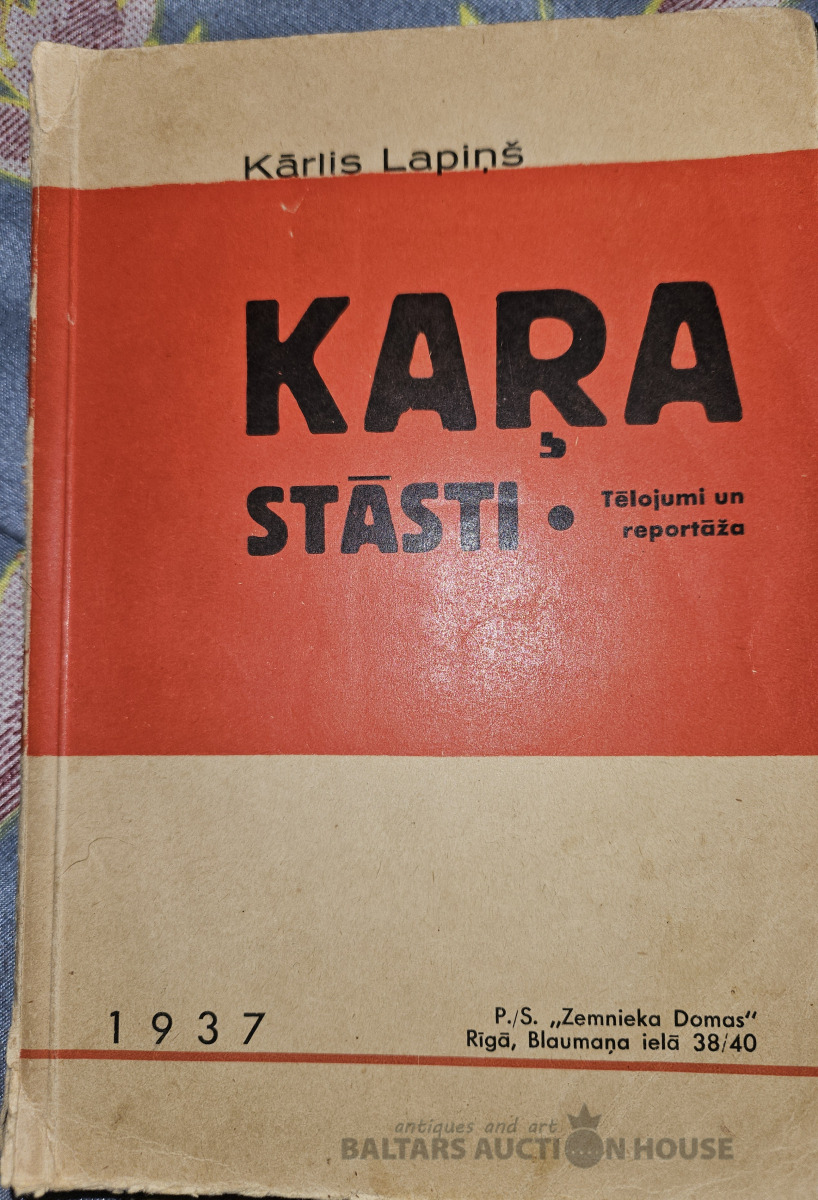 Kārlis Lapiņš
KAŖA
STĀSTI • Tēlojumi un
reportāža
1937
P./S. „Zemnieka Domas“
Rīgā, Blaumaņa ielā 38/40
antiques and art
BALTARS AUCTION HOUSE